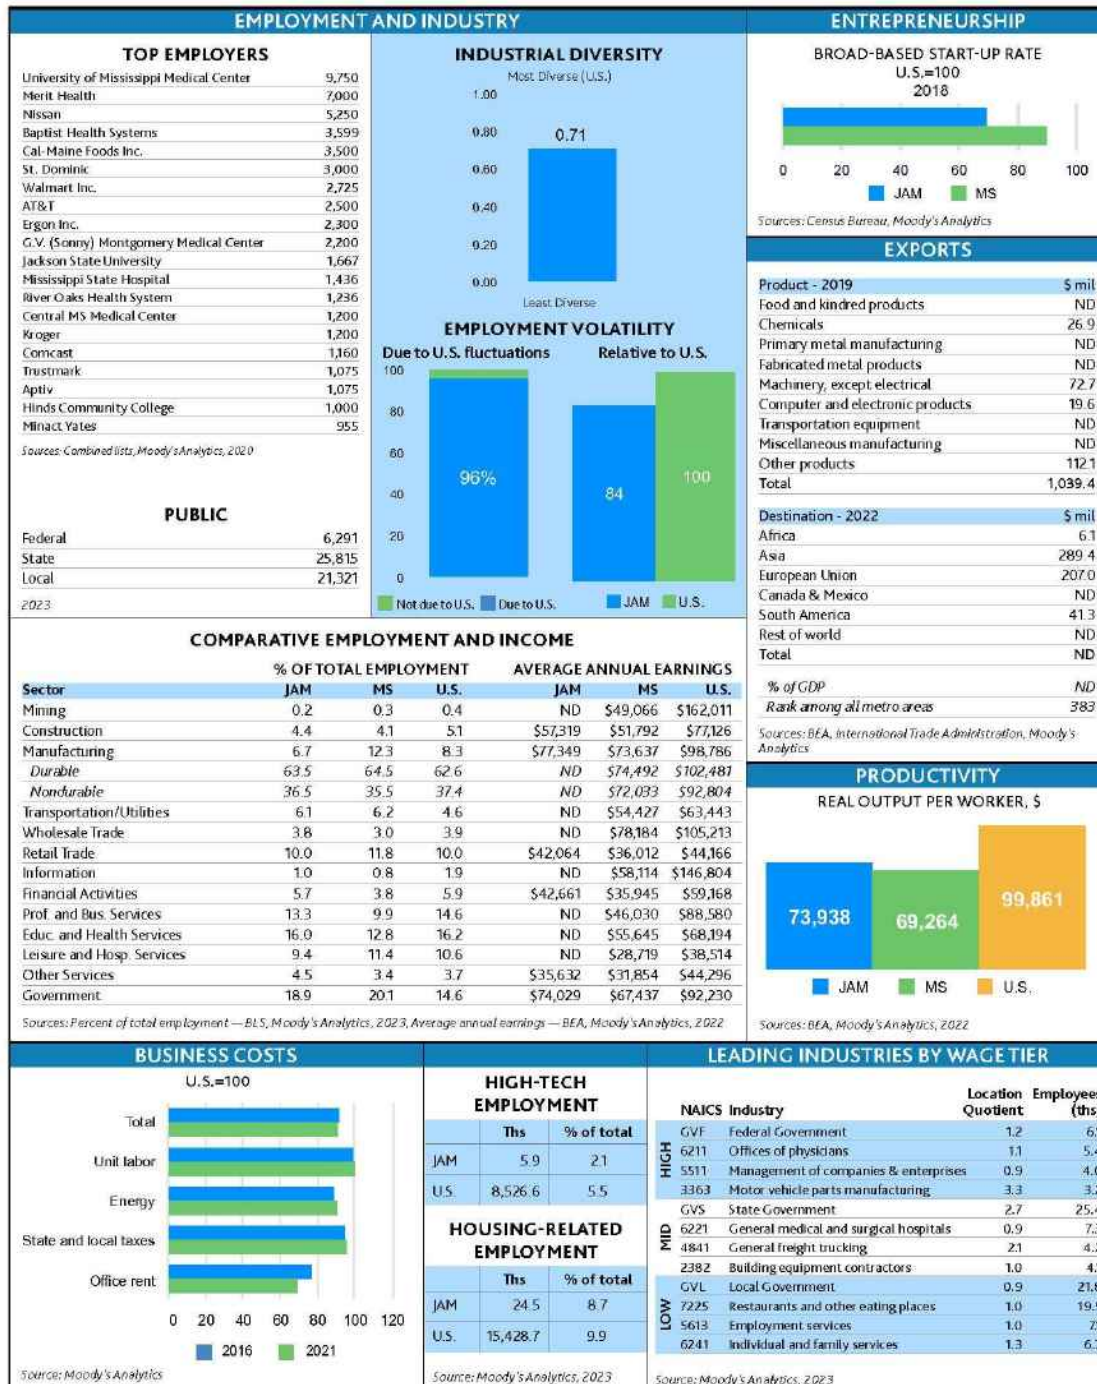 EMPLOYMENT AND INDUSTRY
TOP EMPLOYERS
University of Mississippi Medical Center 9,750
Merit Health 7,000
Nissan 5,250
Baptist Health Systems 3,599
Cal-Maine Foods Inc. 3,500
St. Dominic 3,000
Walmart Inc. 2,725
AT&T 2,500
Ergon Inc. 2,300
G.V. (Sonny) Montgomery Medical Center 2,200
Jackson State University 1,667
Mississippi State Hospital 1,436
River Oaks Health System 1,236
Central MS Medical Center 1,200
Kroger 1,200
Comcast 1,160
Trustmark 1,075
Aptiv 1,075
Hinds Community College 1,000
Minact Yates 955
Sources: Combined lists, Moody's Analytics, 2020
PUBLIC
Federal 6,291
State 25,815
Local 21,321
2023
INDUSTRIAL DIVERSITY
Most Diverse (U.S.)
1.00
0.80
0.71
0.60
0.40
0.20
0.00
Least Diverse
EMPLOYMENT VOLATILITY
Due to U.S. fluctuations Relative to U.S.
100
80
60
96% 84 100
40
20
0
Not due to U.S. Due to U.S. JAM U.S.
ENTREPRENEURSHIP
BROAD-BASED START-UP RATE
U.S.=100
2018
0 20 40 60 80 100
JAM MS
Sources: Census Bureau, Moody's Analytics
EXPORTS
Product - 2019 $ mil
Food and kindred products ND
Chemicals 26.9
Primary metal manufacturing ND
Fabricated metal products ND
Machinery, except electrical 72.7
Computer and electronic products 19.6
Transportation equipment ND
Miscellaneous manufacturing ND
Other products 112.1
Total 1,039.4
Destination - 2022 $ mil
Africa 6.1
Asia 289.4
European Union 207.0
Canada & Mexico ND
South America 41.3
Rest of world ND
Total ND
% of GDP ND
Rank among all metro areas 383
Sources: BEA, International Trade Administration, Moody's
Analytics
COMPARATIVE EMPLOYMENT AND INCOME
% OF TOTAL EMPLOYMENT AVERAGE ANNUAL EARNINGS
Sector JAM MS U.S. JAM MS U.S.
Mining 0.2 0.3 0.4 ND $49,066 $162,011
Construction 4.4 4.1 5.1 $57,319 $51,792 $77,126
Manufacturing 6.7 12.3 8.3 $77,349 $73,637 $98,786
Durable 63.5 64.5 62.6 ND $74,492 $102,481
Nondurable 36.5 35.5 37.4 ND $72,033 $92,804
Transportation/Utilities 6.1 6.2 4.6 ND $54,427 $63,443
Wholesale Trade 3.8 3.0 3.9 ND $78,184 $105,213
Retail Trade 10.0 11.8 10.0 $42,064 $36,012 $44,166
Information 1.0 0.8 1.9 ND $58,114 $146,804
Financial Activities 5.7 3.8 5.9 $42,661 $35,945 $59,168
Prof. and Bus. Services 13.3 9.9 14.6 ND $46,030 $88,580
Educ. and Health Services 16.0 12.8 16.2 ND $55,645 $68,194
Leisure and Hosp. Services 9.4 11.4 10.6 ND $28,719 $38,514
Other Services 4.5 3.4 3.7 $35,632 $31,854 $44,296
Government 18.9 20.1 14.6 $74,029 $67,437 $92,230
Sources: Percent of total employment — BLS, Moody's Analytics, 2023, Average annual earnings — BEA, Moody's Analytics, 2022
PRODUCTIVITY
REAL OUTPUT PER WORKER, $
73,938 69,264 99,861
JAM MS U.S.
Sources: BEA, Moody's Analytics, 2022
BUSINESS COSTS
U.S.=100
Total
Unit labor
Energy
State and local taxes
Office rent
0 20 40 60 80 100 120
2016 2021
Source: Moody's Analytics
HIGH-TECH
EMPLOYMENT
Ths % of total
JAM 5.9 2.1
U.S. 8,526.6 5.5
HOUSING-RELATED
EMPLOYMENT
Ths % of total
JAM 24.5 8.7
U.S. 15,428.7 9.9
Source: Moody's Analytics, 2023
LEADING INDUSTRIES BY WAGE TIER
Location Employees
NAICS Industry Quotient (ths)
HIGH
GVF Federal Government 1.2
6211 Offices of physicians 1.1 5.4
5511 Management of companies & enterprises 0.9 4.0
3363 Motor vehicle parts manufacturing 3.3
MID
GVS State Government 2.7 25.4
6221 General medical and surgical hospitals 0.9
4841 General freight trucking 2.1
2382 Building equipment contractors 1.0
LOW
GVL Local Government 0.9 21.8
7225 Restaurants and other eating places 1.0
5613 Employment services 1.0
6241 Individual and family services 1.3
Source: Moody's Analytics, 2023